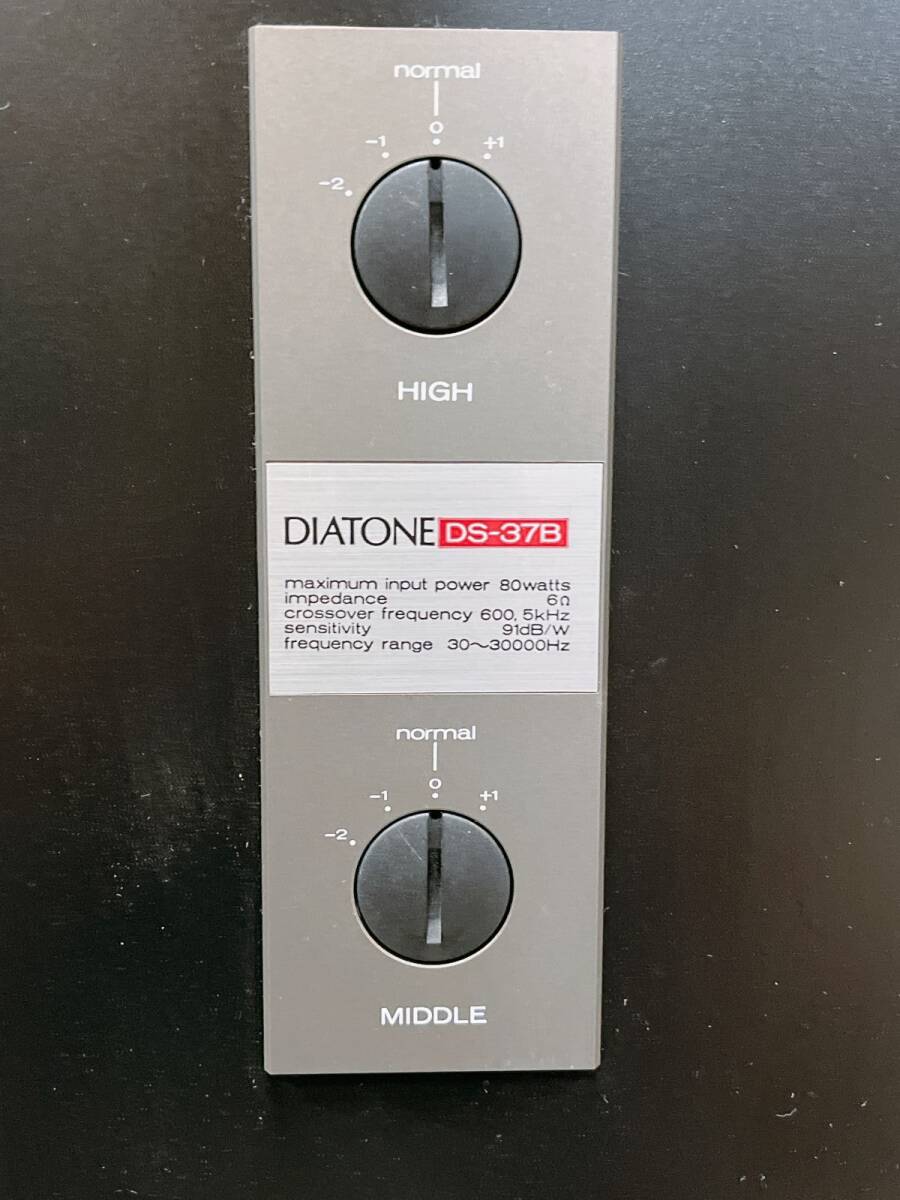 normal
0
-1 +1
-2
HIGH
DIATONE DS-37B
maximum input power 80watts
impedance 6Ω
crossover frequency 600, 5kHz
sensitivity 91dB/W
frequency range 30～30000Hz
normal
0
-1 +1
-2
MIDDLE